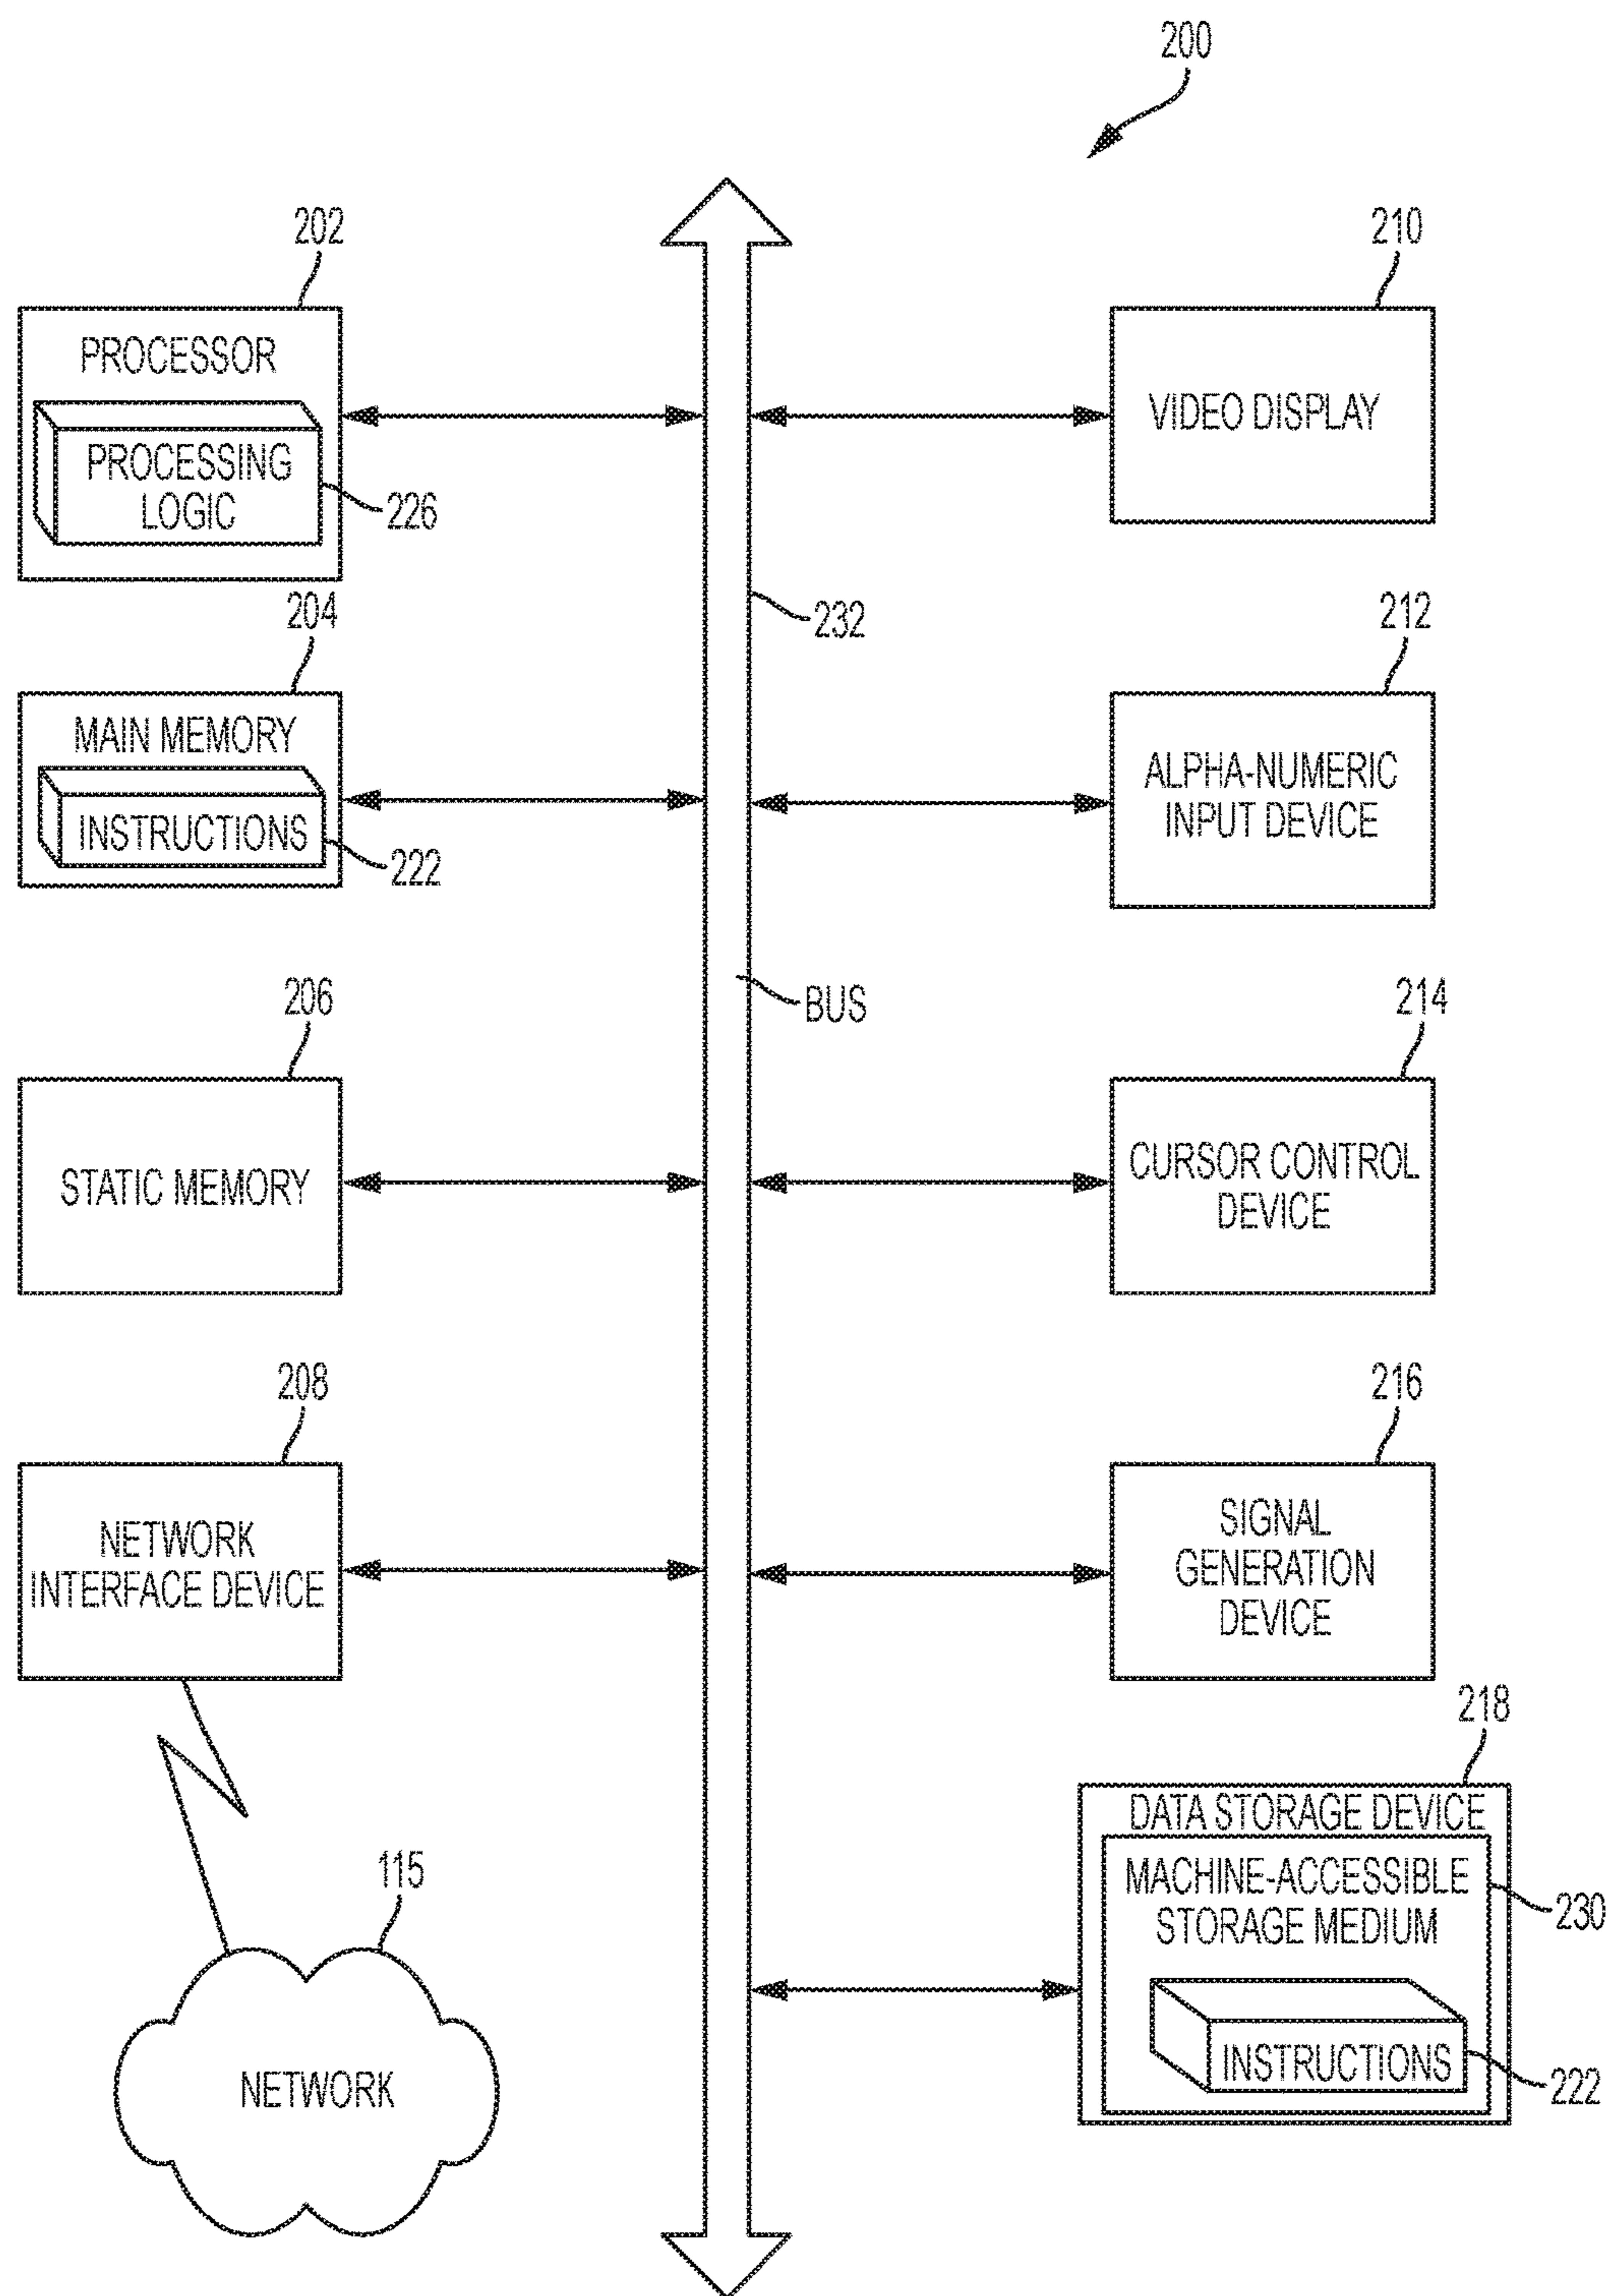 200
202
PROCESSOR
PROCESSING
LOGIC
226
210
VIDEO DISPLAY
232
204
MAIN MEMORY
INSTRUCTIONS
222
212
ALPHA-NUMERIC
INPUT DEVICE
BUS
206
STATIC MEMORY
214
CURSOR CONTROL
DEVICE
208
NETWORK
INTERFACE DEVICE
216
SIGNAL
GENERATION
DEVICE
115
NETWORK
218
DATA STORAGE DEVICE
MACHINE-ACCESSIBLE
STORAGE MEDIUM
230
INSTRUCTIONS
222